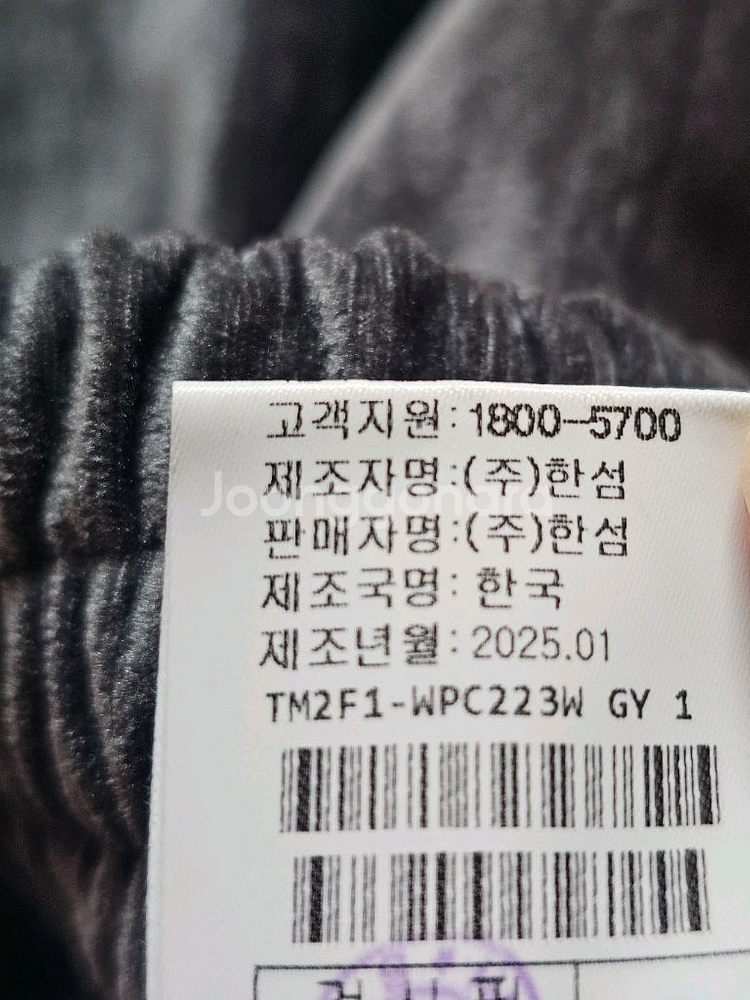 고객지원:1800-5700
제조자명:(주)한섬
Joongonara
판매자명:(주)한섬
제조국명: 한국
제조년월: 2025.01
TM2F1-WPC223W GY 1